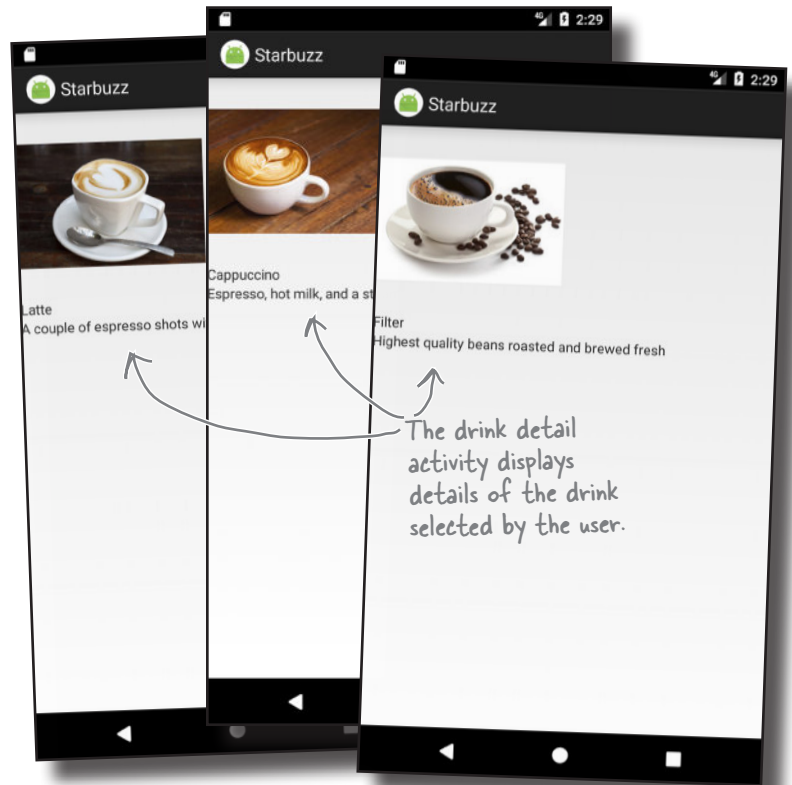 Starbuzz
Latte
A couple of espresso shots
2:29
Starbuzz
Cappuccino
Espresso, hot milk, and a
4G 2:29
Starbuzz
Filter
Highest quality beans roasted and brewed fresh
The drink detail
activity displays
details of the drink
selected by the user.